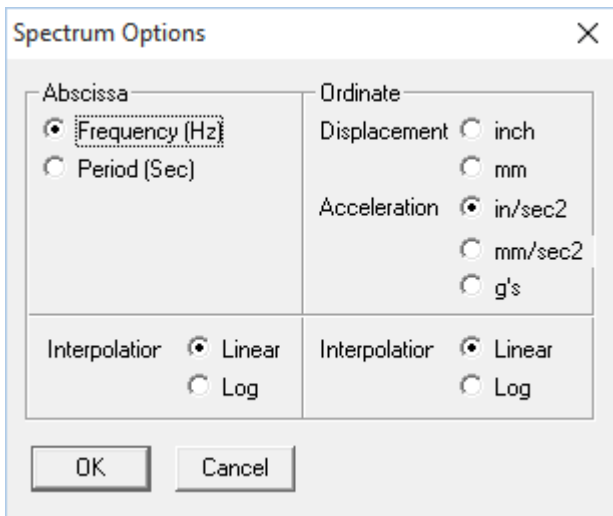 Spectrum Options
Abscissa
Frequency (Hz)
Period (Sec)
Ordinate
Displacement inch
mm
Acceleration in/sec2
mm/sec2
g's
Interpolatior Linear
Log
Interpolatior Linear
Log
OK Cancel